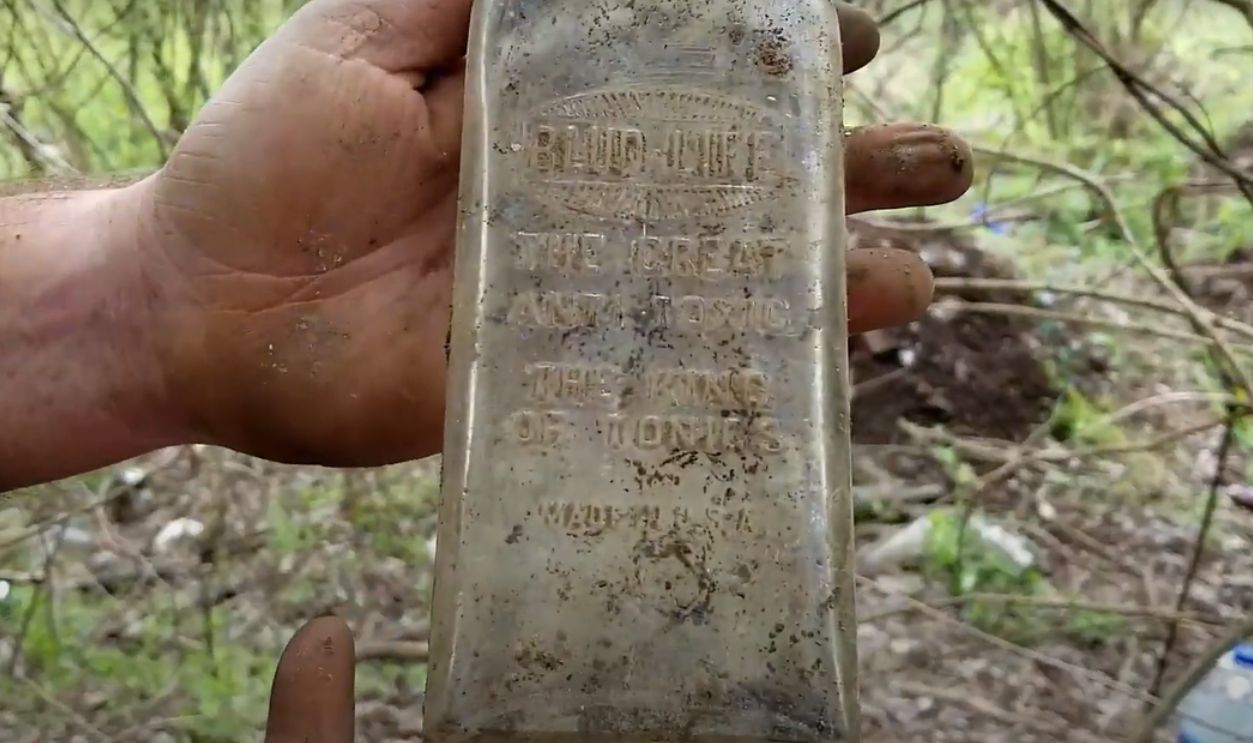 BLUD-LIFE
THE GREAT
ANTI-TOXIC
THE KING
OF TONICS
MADE IN U.S.A